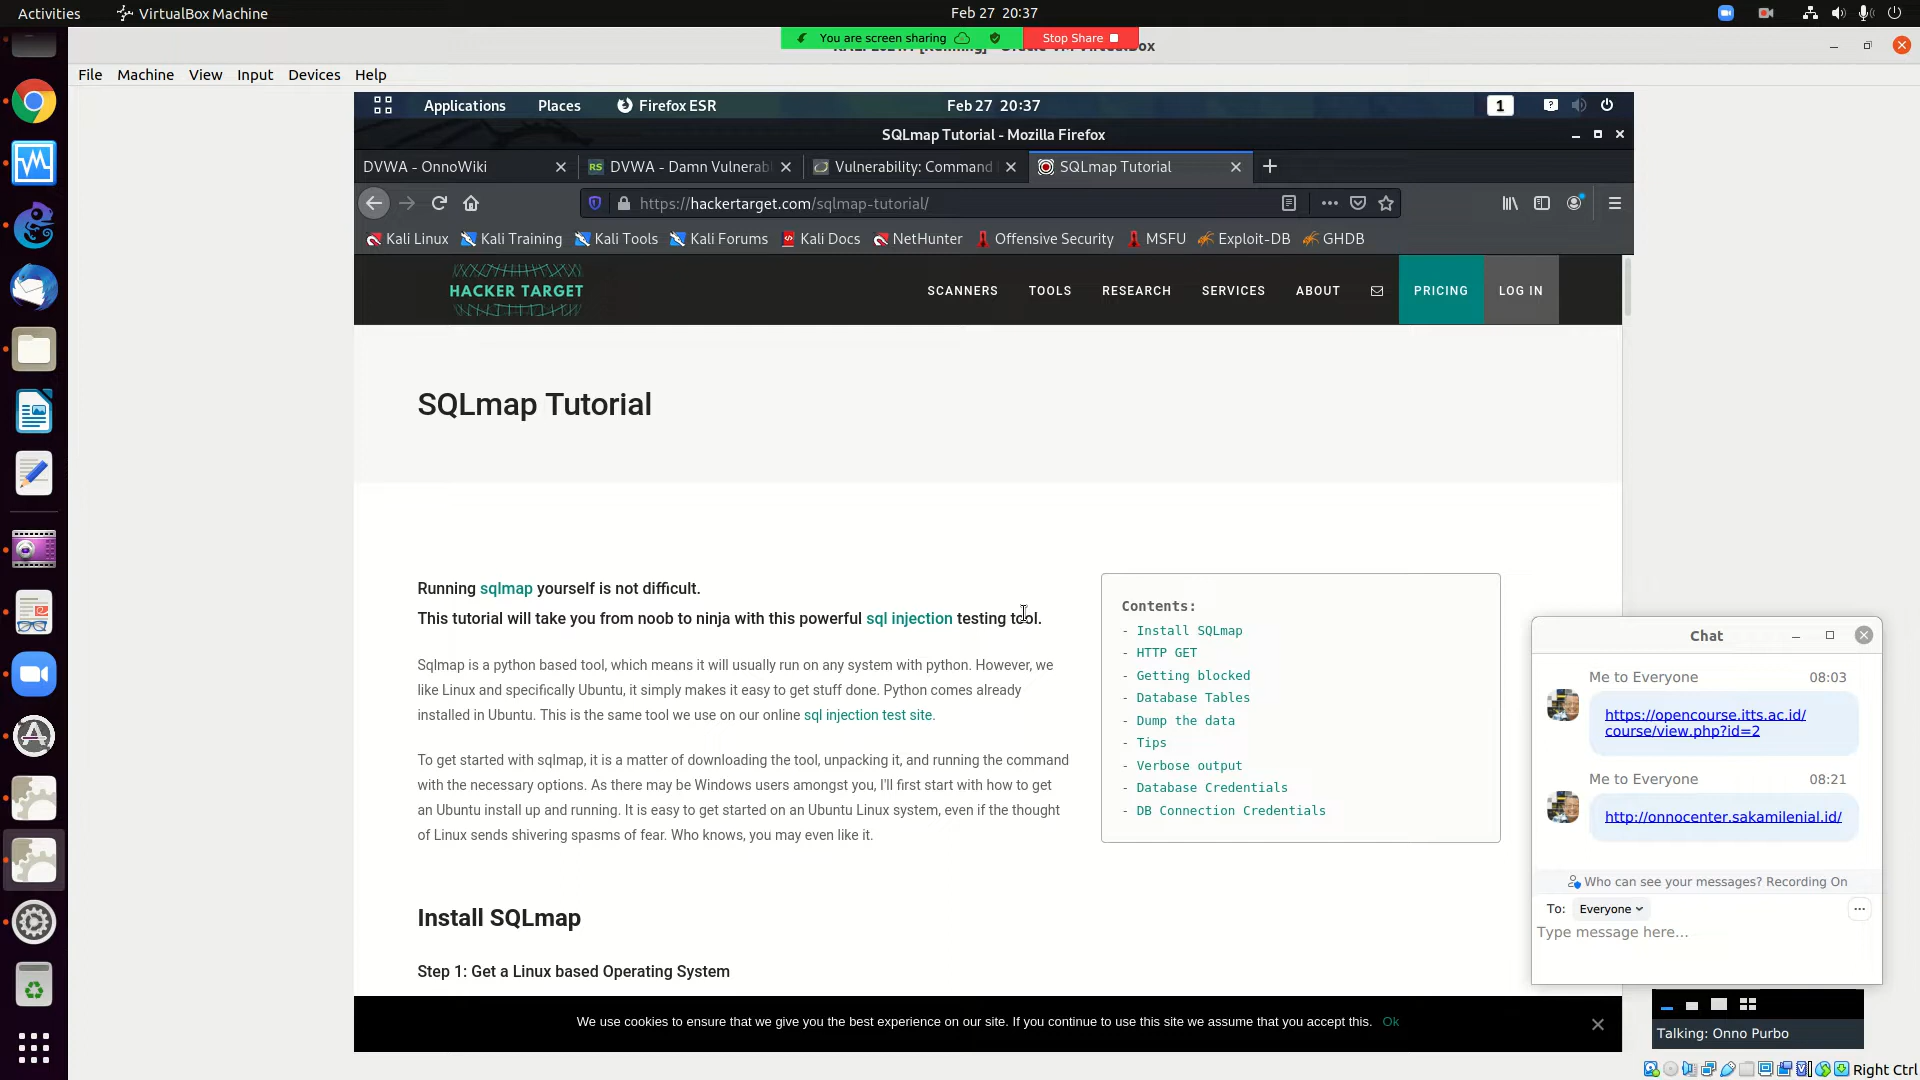 Activities
VirtualBox Machine
Feb 27 20:37
You are screen sharing
Stop Share
File Machine View Input Devices Help
Applications Places Firefox ESR
Feb 27 20:37
1
SQLmap Tutorial - Mozilla Firefox
DVWA - OnnoWiki
DVWA - Damn Vulnerab
Vulnerability: Command
SQLmap Tutorial
https://hackertarget.com/sqlmap-tutorial/
Kali Linux Kali Training Kali Tools Kali Forums Kali Docs NetHunter Offensive Security MSFU Exploit-DB GHDB
HACKER TARGET
SCANNERS TOOLS RESEARCH SERVICES ABOUT PRICING LOG IN
SQLmap Tutorial
Running sqlmap yourself is not difficult.
This tutorial will take you from noob to ninja with this powerful sql injection testing tool.
Sqlmap is a python based tool, which means it will usually run on any system with python. However, we
like Linux and specifically Ubuntu, it simply makes it easy to get stuff done. Python comes already
installed in Ubuntu. This is the same tool we use on our online sql injection test site.
To get started with sqlmap, it is a matter of downloading the tool, unpacking it, and running the command
with the necessary options. As there may be Windows users amongst you, I'll first start with how to get
an Ubuntu install up and running. It is easy to get started on an Ubuntu Linux system, even if the thought
of Linux sends shivering spasms of fear. Who knows, you may even like it.
Install SQLmap
Step 1: Get a Linux based Operating System
Contents:
- Install SQLmap
- HTTP GET
- Getting blocked
- Database Tables
- Dump the data
- Tips
- Verbose output
- Database Credentials
- DB Connection Credentials
We use cookies to ensure that we give you the best experience on our site. If you continue to use this site we assume that you accept this. Ok
Chat
Me to Everyone 08:03
https://opencourse.itts.ac.id/
course/view.php?id=2
Me to Everyone 08:21
http://onnocenter.sakamilenial.id/
Who can see your messages? Recording On
To: Everyone
Type message here...
Talking: Onno Purbo
Right Ctrl